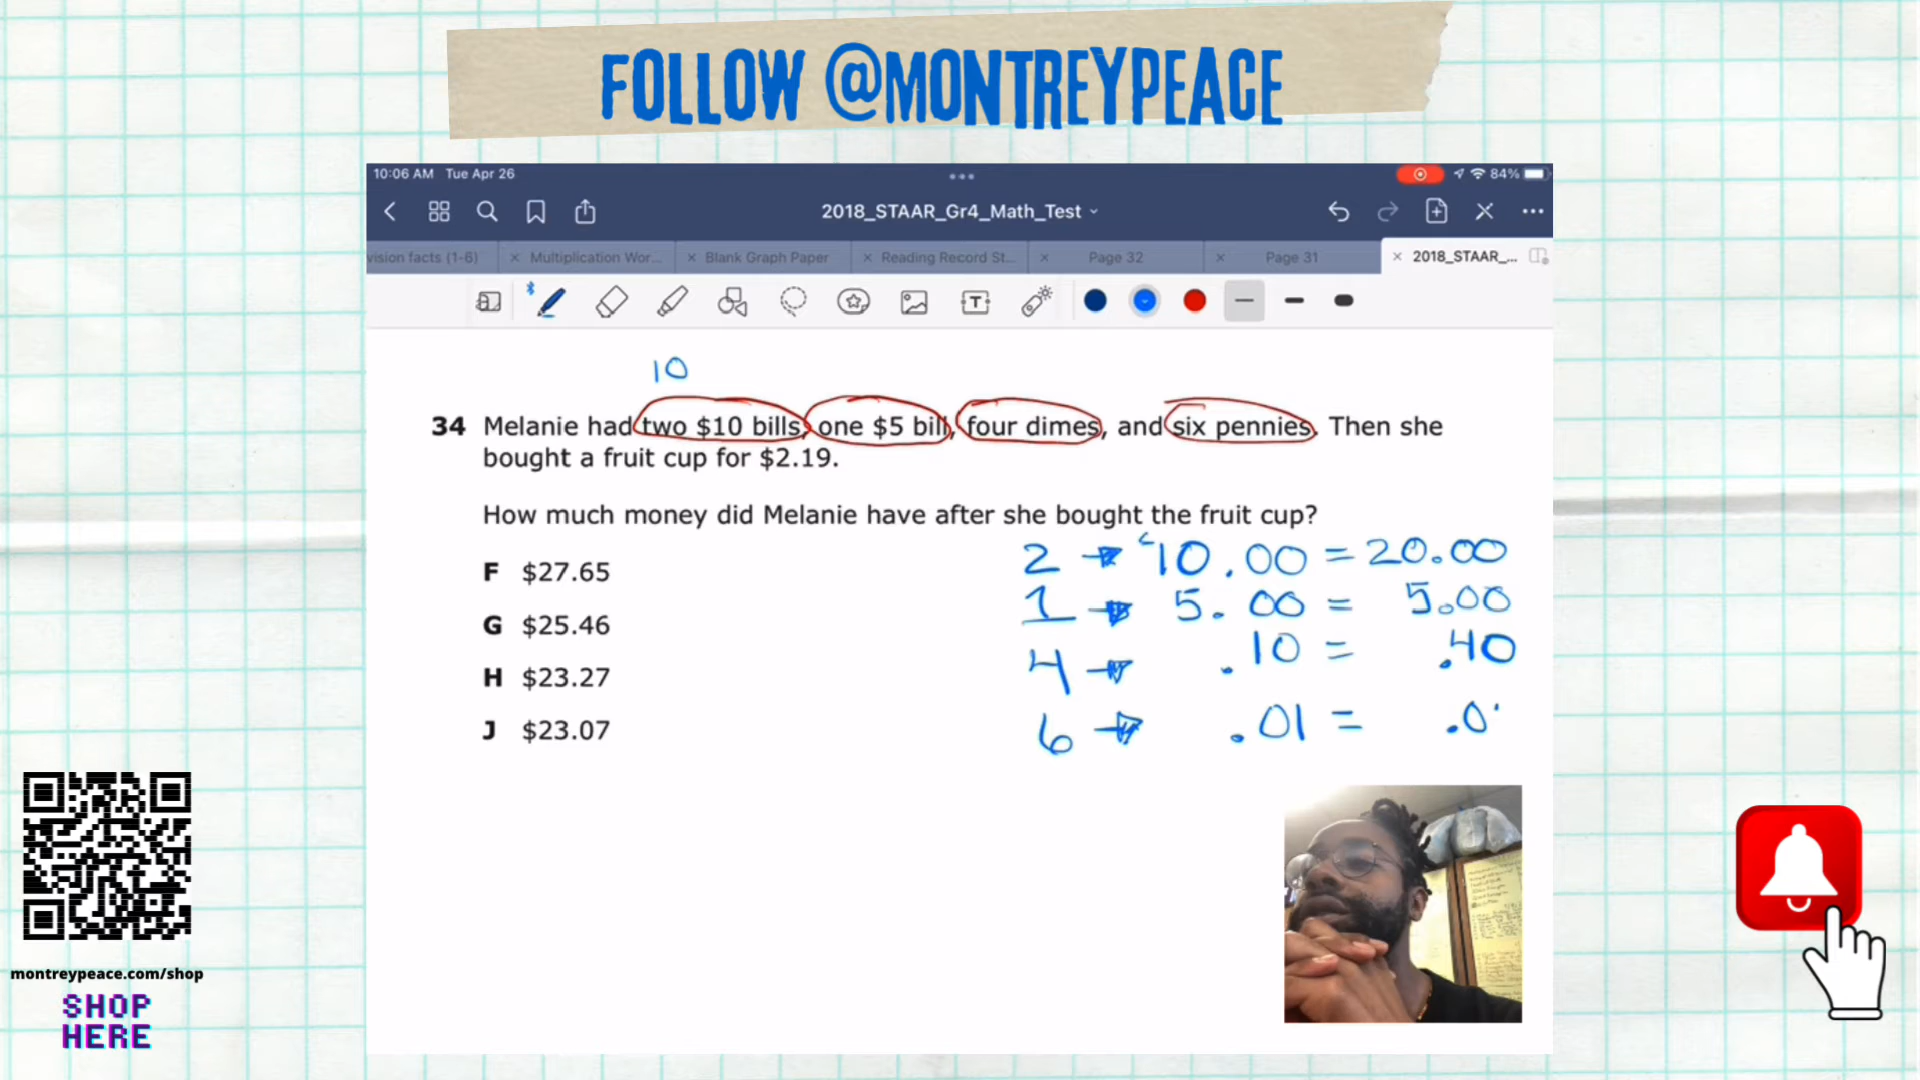 FOLLOW @MONTREYPEACE
10:06 AM Tue Apr 26
84%
2018_STAAR_Gr4_Math_Test
vision facts (1-6)
Multiplication Wor...
Blank Graph Paper
Reading Record St...
Page 32
Page 31
2018_STAAR_...
10
34 Melanie had two $10 bills, one $5 bill, four dimes, and six pennies. Then she
bought a fruit cup for $2.19.
How much money did Melanie have after she bought the fruit cup?
F $27.65
G $25.46
H $23.27
J $23.07
2 → 10.00 = 20.00
1 → 5.00 = 5.00
4 → .10 = .40
6 → .01 = .0
montreypeace.com/shop
SHOP
HERE